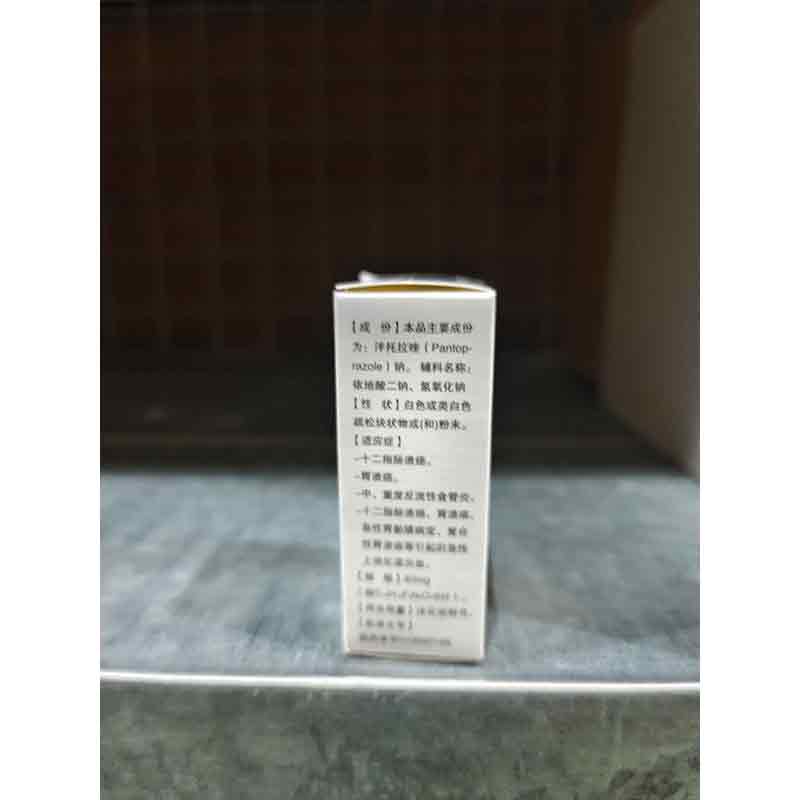 【成 份】本品主要成份
为：泮托拉唑（Pantop-
razole）钠。辅料名称：
依地酸二钠、氢氧化钠
【性 状】白色或类白色
疏松块状物或(和)粉末。
【适应症】
-十二指肠溃疡。
-胃溃疡。
-中、重度反流性食管炎。
-十二指肠溃疡、胃溃疡、
急性胃黏膜病变、复合
性胃溃疡等引起的急性
上消化道出血。
【规 格】40mg